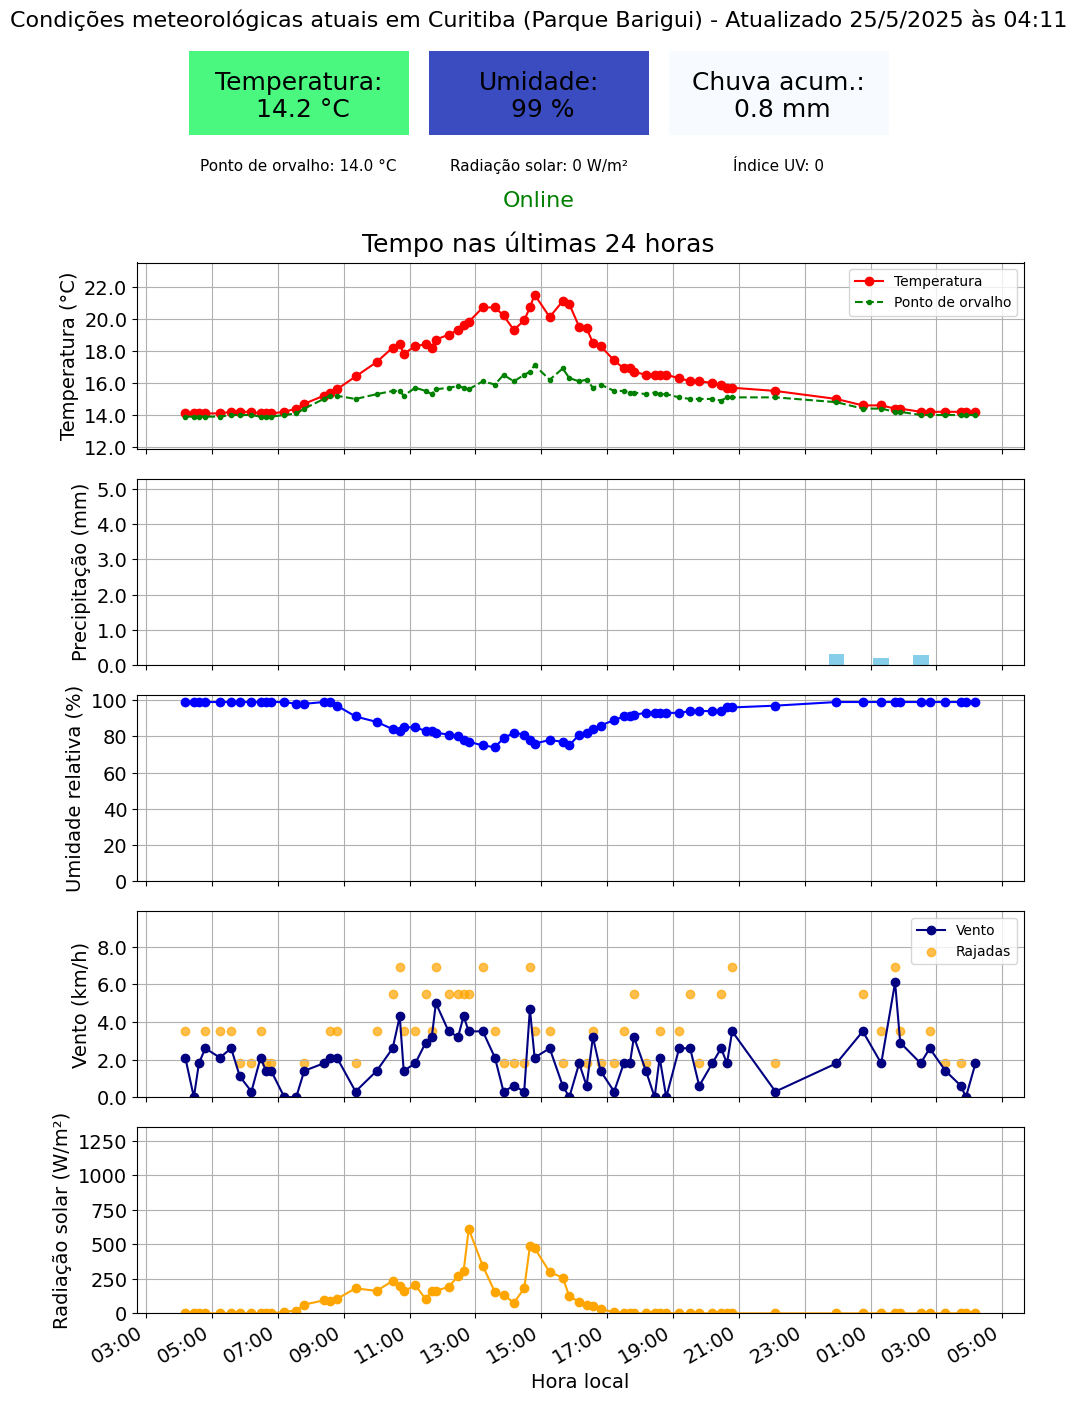 Condições meteorológicas atuais em Curitiba (Parque Barigui) - Atualizado 25/5/2025 às 04:11
Temperatura:
14.2 °C
Umidade:
99 %
Chuva acum.:
0.8 mm
Ponto de orvalho: 14.0 °C
Radiação solar: 0 W/m²
Índice UV: 0
Online
Tempo nas últimas 24 horas
Temperatura (°C)
22.0
20.0
18.0
16.0
14.0
12.0
Temperatura
Ponto de orvalho
Precipitação (mm)
5.0
4.0
3.0
2.0
1.0
0.0
Umidade relativa (%)
100
80
60
40
20
0
Vento (km/h)
8.0
6.0
4.0
2.0
0.0
Vento
Rajadas
Radiação solar (W/m²)
1250
1000
750
500
250
0
03:00
05:00
07:00
09:00
11:00
13:00
15:00
17:00
19:00
21:00
23:00
01:00
03:00
05:00
Hora local